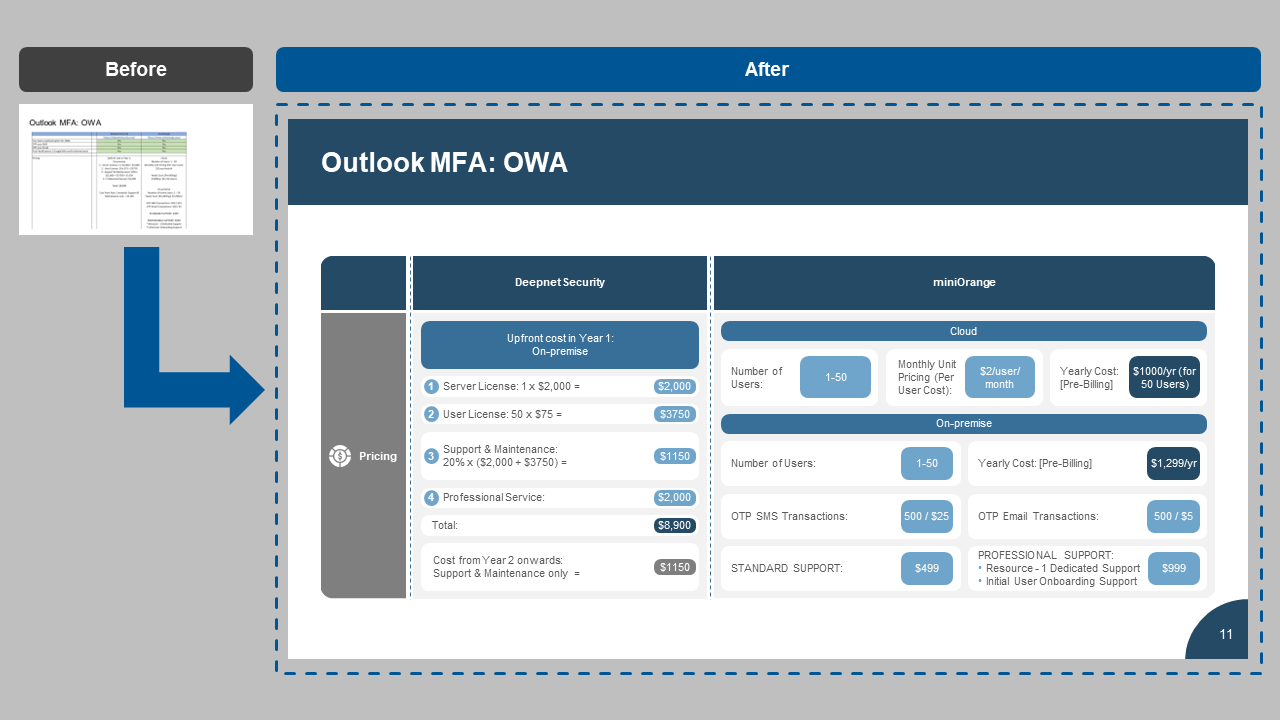 Before
After
Outlook MFA: OWA
Outlook MFA: OWA
Deepnet Security
miniOrange
Pricing
Upfront cost in Year 1:
On-premise
1 Server License: 1 x $2,000 = $2,000
2 User License: 50 x $75 = $3750
3 Support & Maintenance:
20% x ($2,000 + $3750) = $1150
4 Professional Service: $2,000
Total: $8,900
Cost from Year 2 onwards:
Support & Maintenance only = $1150
Cloud
Number of
Users:
1-50
Monthly Unit
Pricing (Per
User Cost):
$2/user/
month
Yearly Cost:
[Pre-Billing]
$1000/yr (for
50 Users)
On-premise
Number of Users: 1-50
Yearly Cost: [Pre-Billing] $1,299/yr
OTP SMS Transactions: 500 / $25
OTP Email Transactions: 500 / $5
STANDARD SUPPORT: $499
PROFESSIONAL SUPPORT:
• Resource - 1 Dedicated Support
• Initial User Onboarding Support
$999
11